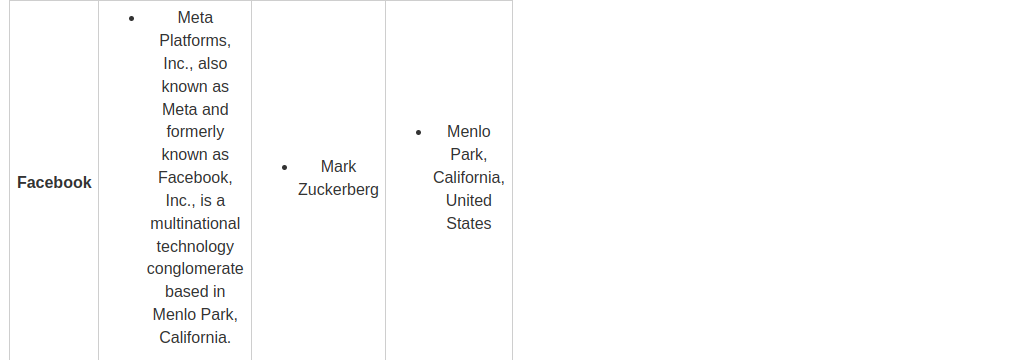 Facebook
Meta
Platforms,
Inc., also
known as
Meta and
formerly
known as
Facebook,
Inc., is a
multinational
technology
conglomerate
based in
Menlo Park,
California.
Mark
Zuckerberg
Menlo
Park,
California,
United
States